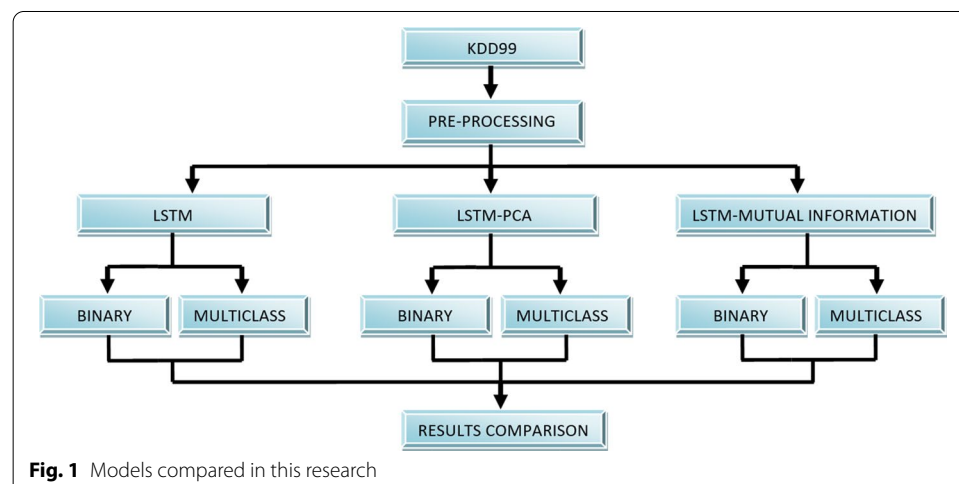 KDD99
PRE-PROCESSING
LSTM
LSTM-PCA
LSTM-MUTUAL INFORMATION
BINARY
MULTICLASS
BINARY
MULTICLASS
BINARY
MULTICLASS
RESULTS COMPARISON
Fig. 1 Models compared in this research